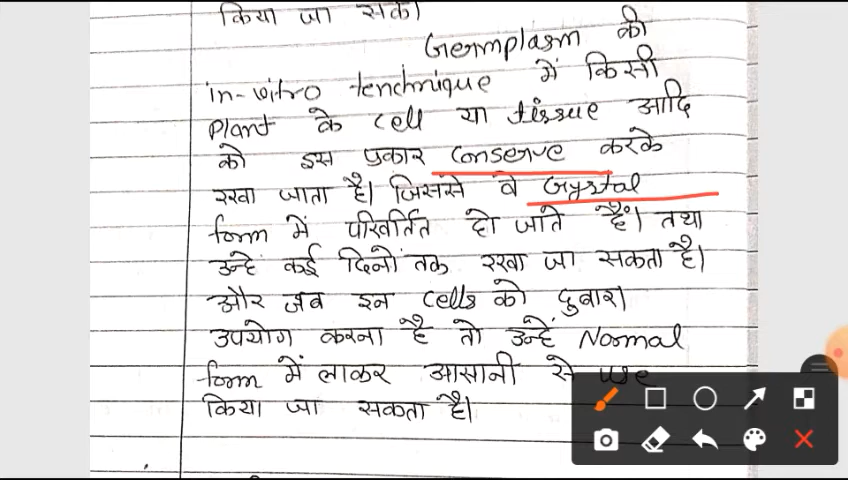 किया जा सके।
Germplasm की
in-vitro tenchnique में किसी
Plant के cell या tissue आदि
को इस प्रकार conserve करके
रखा जाता है। जिससे वे Crystal
form में परिवर्तित हो जाते हैं। तथा
उन्हें कई दिनों तक रखा जा सकता है।
और जब इन cells को दुबारा
उपयोग करना है तो उन्हें Normal
form में लाकर आसानी से use
किया जा सकता है।